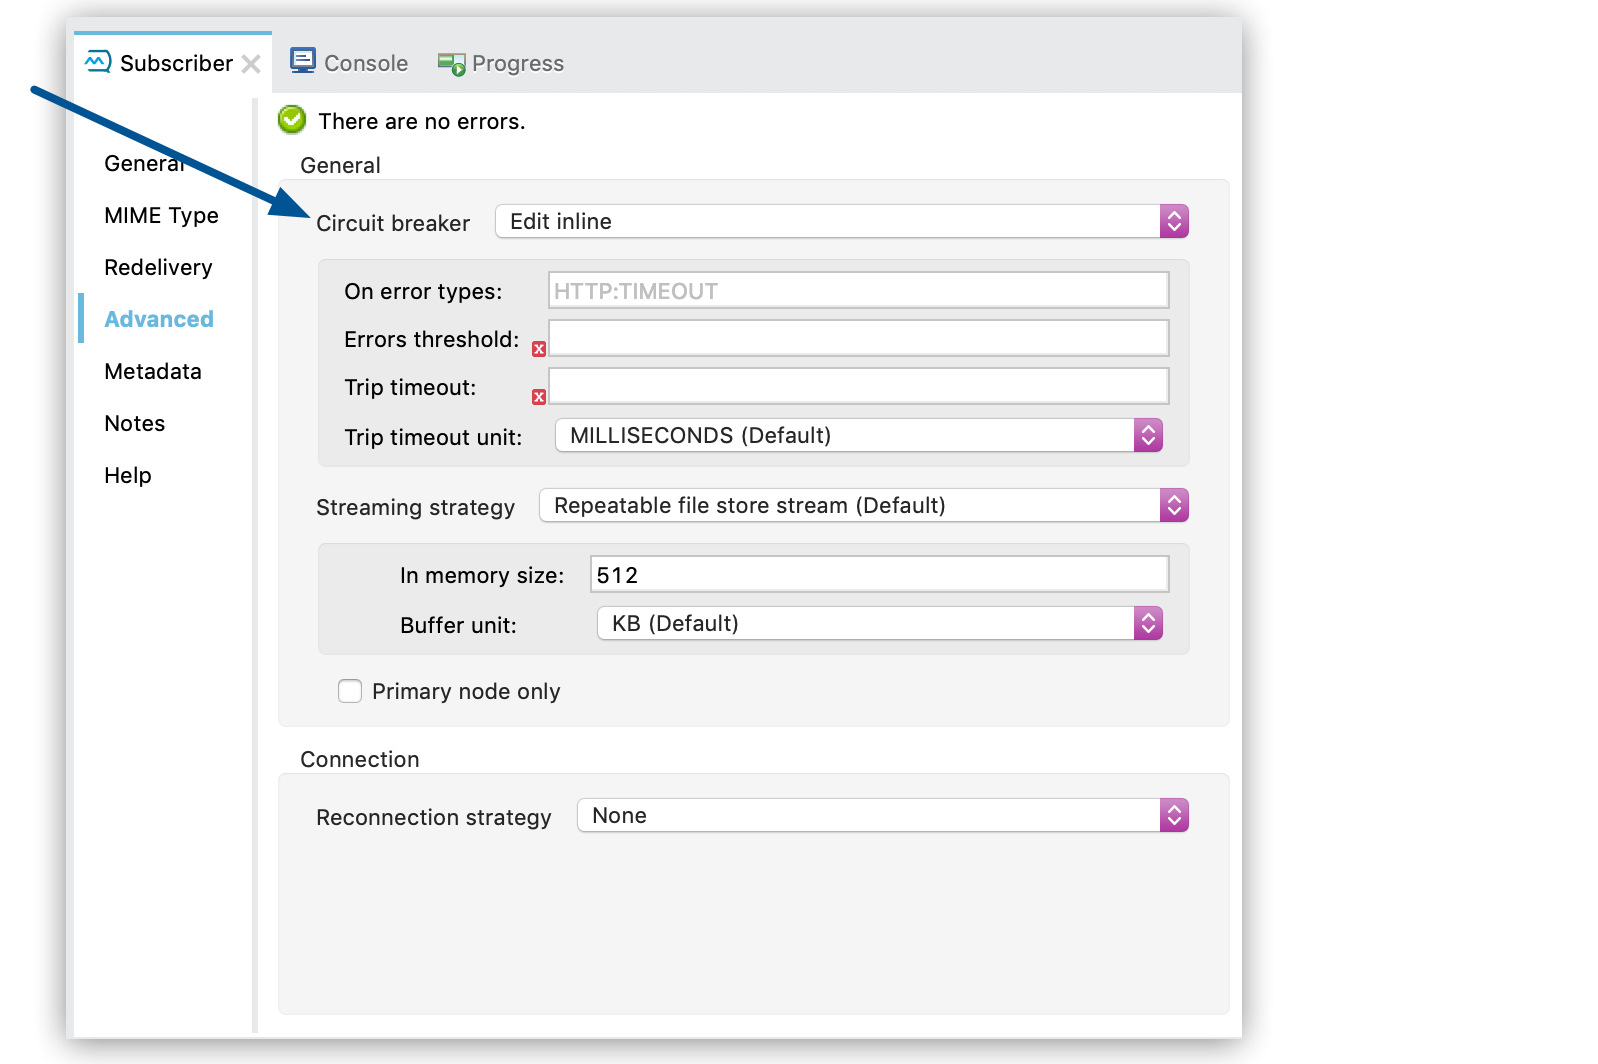 Subscriber Console Progress
There are no errors.
General
General
MIME Type
Redelivery
Advanced
Metadata
Notes
Help
Circuit breaker Edit inline
On error types: HTTP:TIMEOUT
Errors threshold:
Trip timeout:
Trip timeout unit: MILLISECONDS (Default)
Streaming strategy Repeatable file store stream (Default)
In memory size: 512
Buffer unit: KB (Default)
Primary node only
Connection
Reconnection strategy None